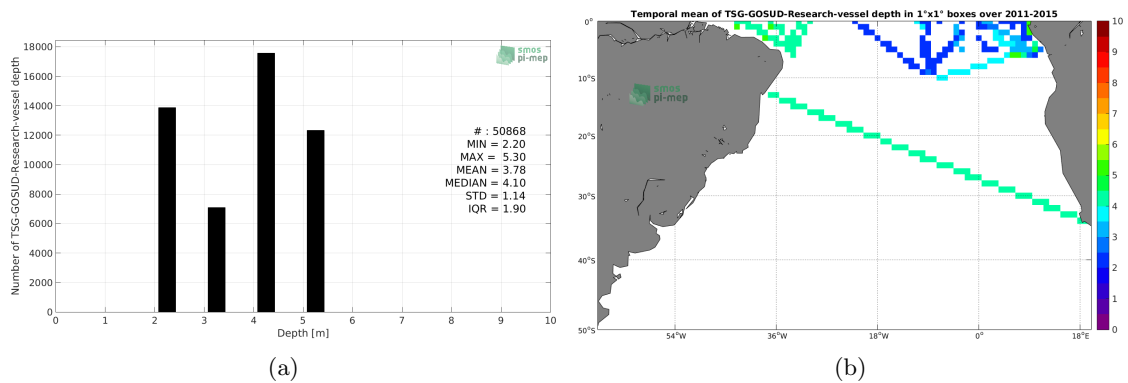 18000
16000
14000
12000
10000
8000
6000
4000
2000
0
Number of TSG-GOSUD-Research-vessel depth
smos
pi-mep
# : 50868
MIN = 2.20
MAX = 5.30
MEAN = 3.78
MEDIAN = 4.10
STD = 1.14
IQR = 1.90
0 1 2 3 4 5 6 7 8 9 10
Depth [m]
(a)
Temporal mean of TSG-GOSUD-Research-vessel depth in 1°x1° boxes over 2011-2015
0°
10°S
20°S
30°S
40°S
50°S
smos
pi-mep
54°W 36°W 18°W 0° 18°E
10
9
8
7
6
5
4
3
2
1
0
(b)